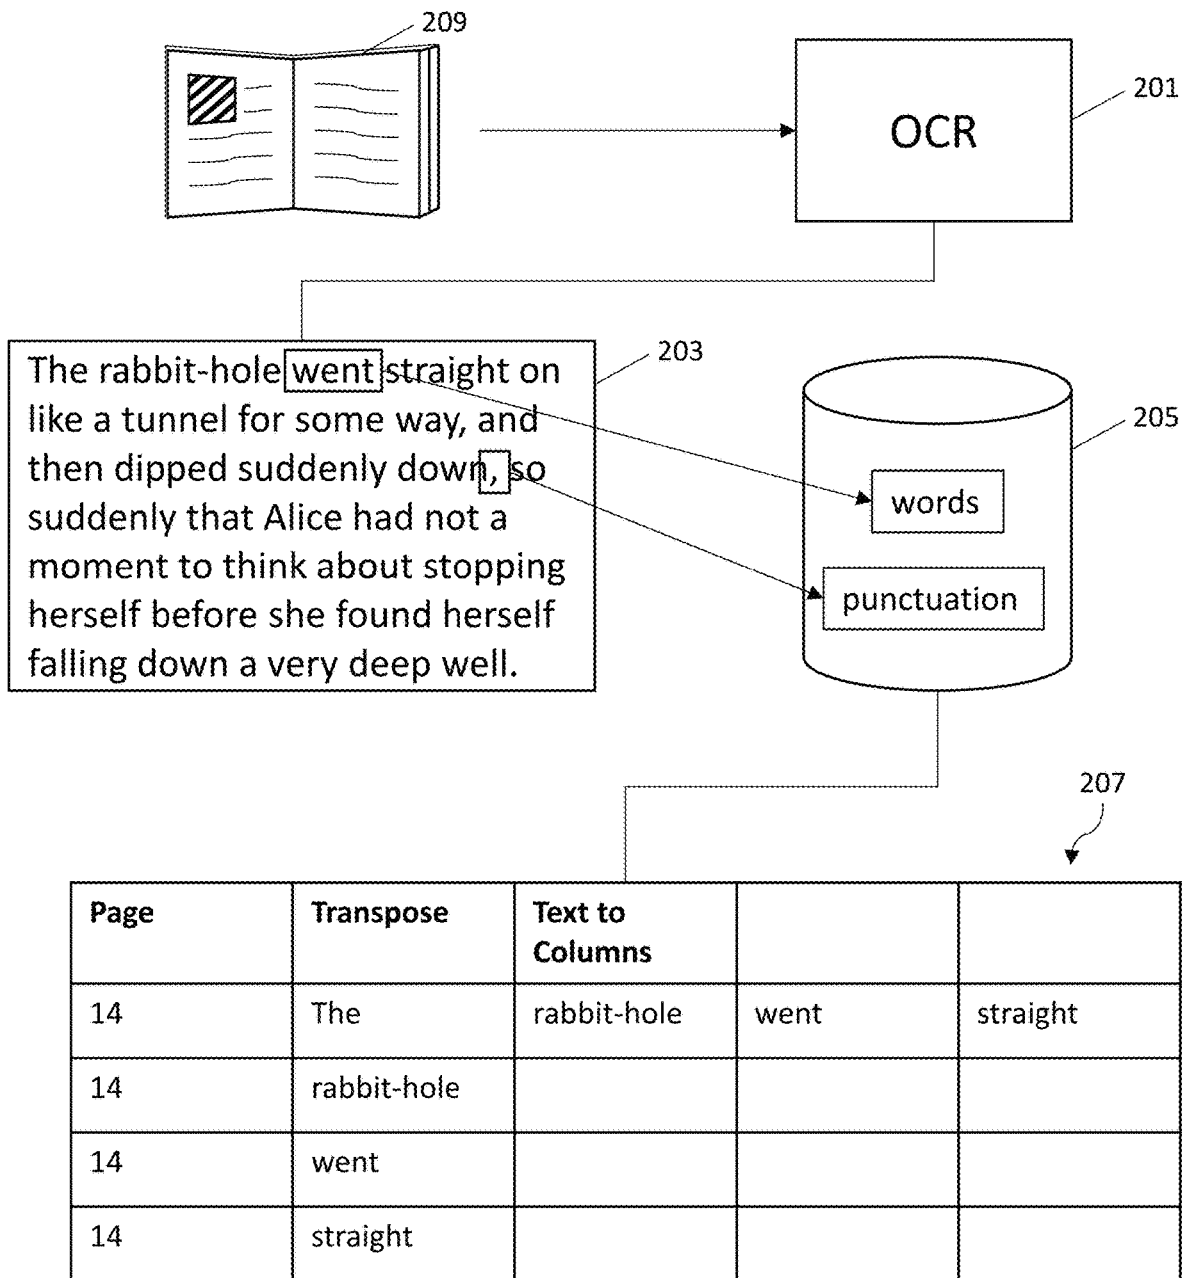 209
201
OCR
203
The rabbit-hole went straight on
like a tunnel for some way, and
then dipped suddenly down, so
suddenly that Alice had not a
moment to think about stopping
herself before she found herself
falling down a very deep well.
205
words
punctuation
207
Page Transpose Text to Columns
14 The rabbit-hole went straight
14 rabbit-hole
14 went
14 straight